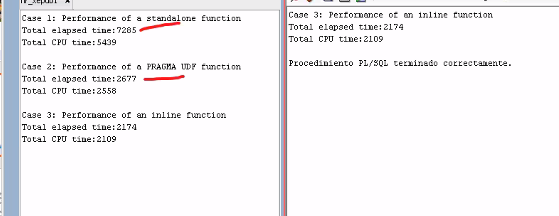 Case 1: Performance of a standalone function
Total elapsed time:7285
Total CPU time:5439
Case 2: Performance of a PRAGMA UDF function
Total elapsed time:2677
Total CPU time:2558
Case 3: Performance of an inline function
Total elapsed time:2174
Total CPU time:2109
Case 3: Performance of an inline function
Total elapsed time:2174
Total CPU time:2109
Procedimiento PL/SQL terminado correctamente.